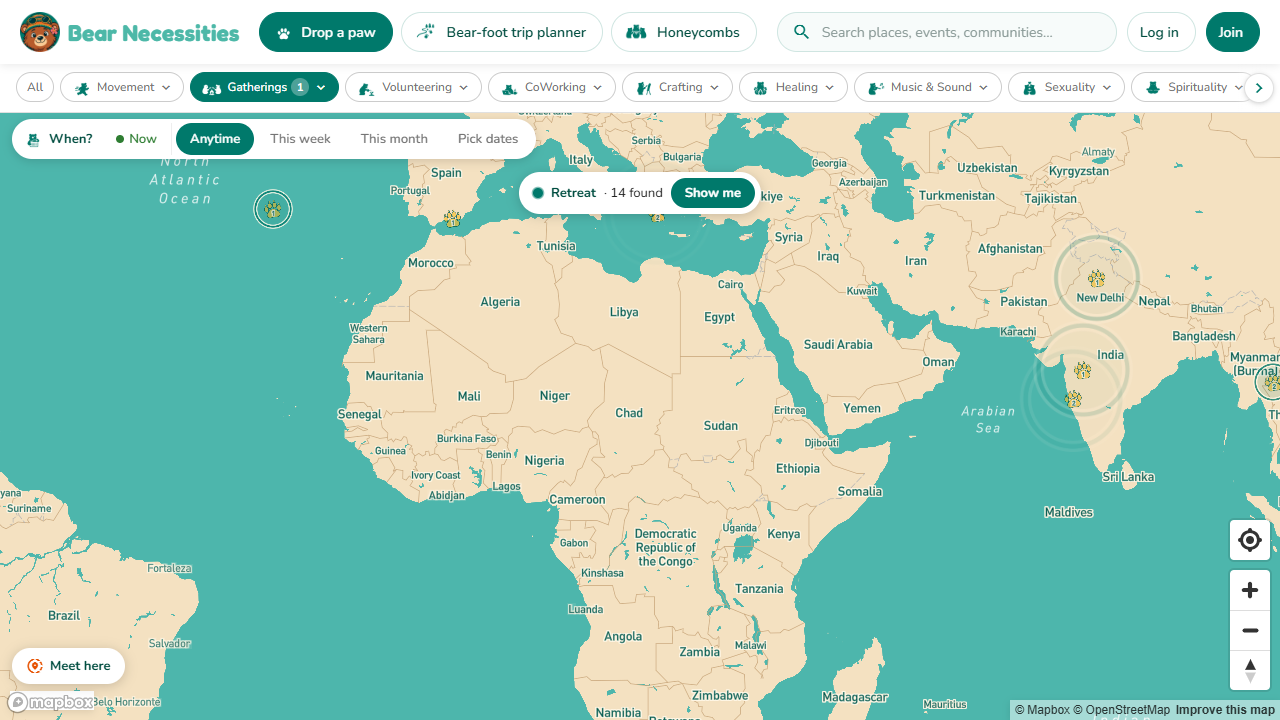 Bear Necessities
Drop a paw
Bear-foot trip planner
Honeycombs
Search places, events, communities...
Log in
Join
All
Movement
Gatherings 1
Volunteering
CoWorking
Crafting
Healing
Music & Sound
Sexuality
Spirituality
When?
Now
Anytime
This week
This month
Pick dates
Retreat · 14 found
Show me
North
Atlantic
Ocean
Italy
Serbia
Bulgaria
Georgia
Azerbaijan
Uzbekistan
Almaty
Kyrgyzstan
Turkmenistan
Tajikistan
Spain
Portugal
Tunisia
Syria
Iraq
Iran
Afghanistan
Morocco
Cairo
Kuwait
Pakistan
New Delhi
Nepal
Bhutan
Algeria
Libya
Egypt
Western
Sahara
Karachi
Bangladesh
Saudi Arabia
India
Myanmar
(Burma)
Oman
Mauritania
Mali
Niger
Chad
Sudan
Eritrea
Yemen
Arabian
Sea
Senegal
Burkina Faso
Guinea
Benin
Nigeria
Djibouti
Ethiopia
Ivory Coast
Lagos
Abidjan
Cameroon
Somalia
Sri Lanka
Maldives
Suriname
Uganda
Kenya
Democratic
Republic of
the Congo
Gabon
Kinshasa
Fortaleza
Tanzania
Luanda
Brazil
Salvador
Angola
Malawi
Zambia
Meet here
Zimbabwe
Madagascar
Mauritius
Belo Horizonte
Namibia
mapbox
© Mapbox © OpenStreetMap Improve this map